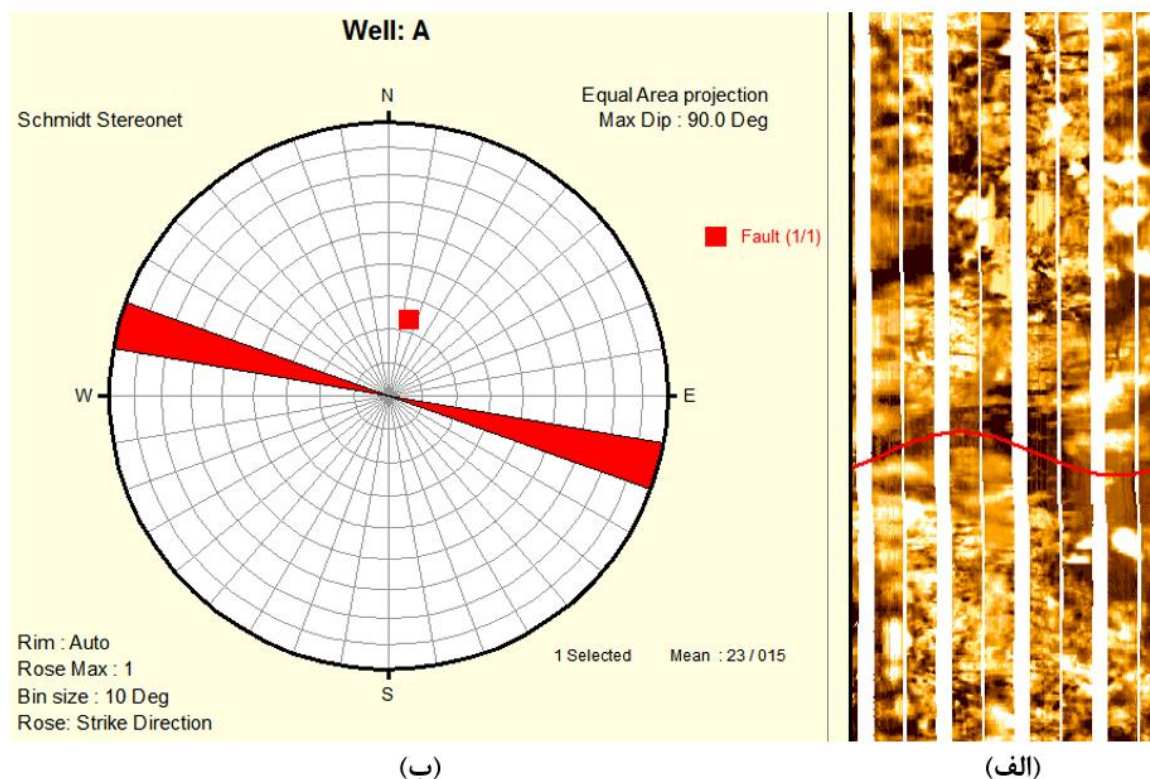 Well: A
Schmidt Stereonet
Equal Area projection
Max Dip : 90.0 Deg
N
Fault (1/1)
W
E
S
Rim : Auto
Rose Max : 1
Bin size : 10 Deg
Rose: Strike Direction
1 Selected Mean : 23 / 015
(ب)
(الف)